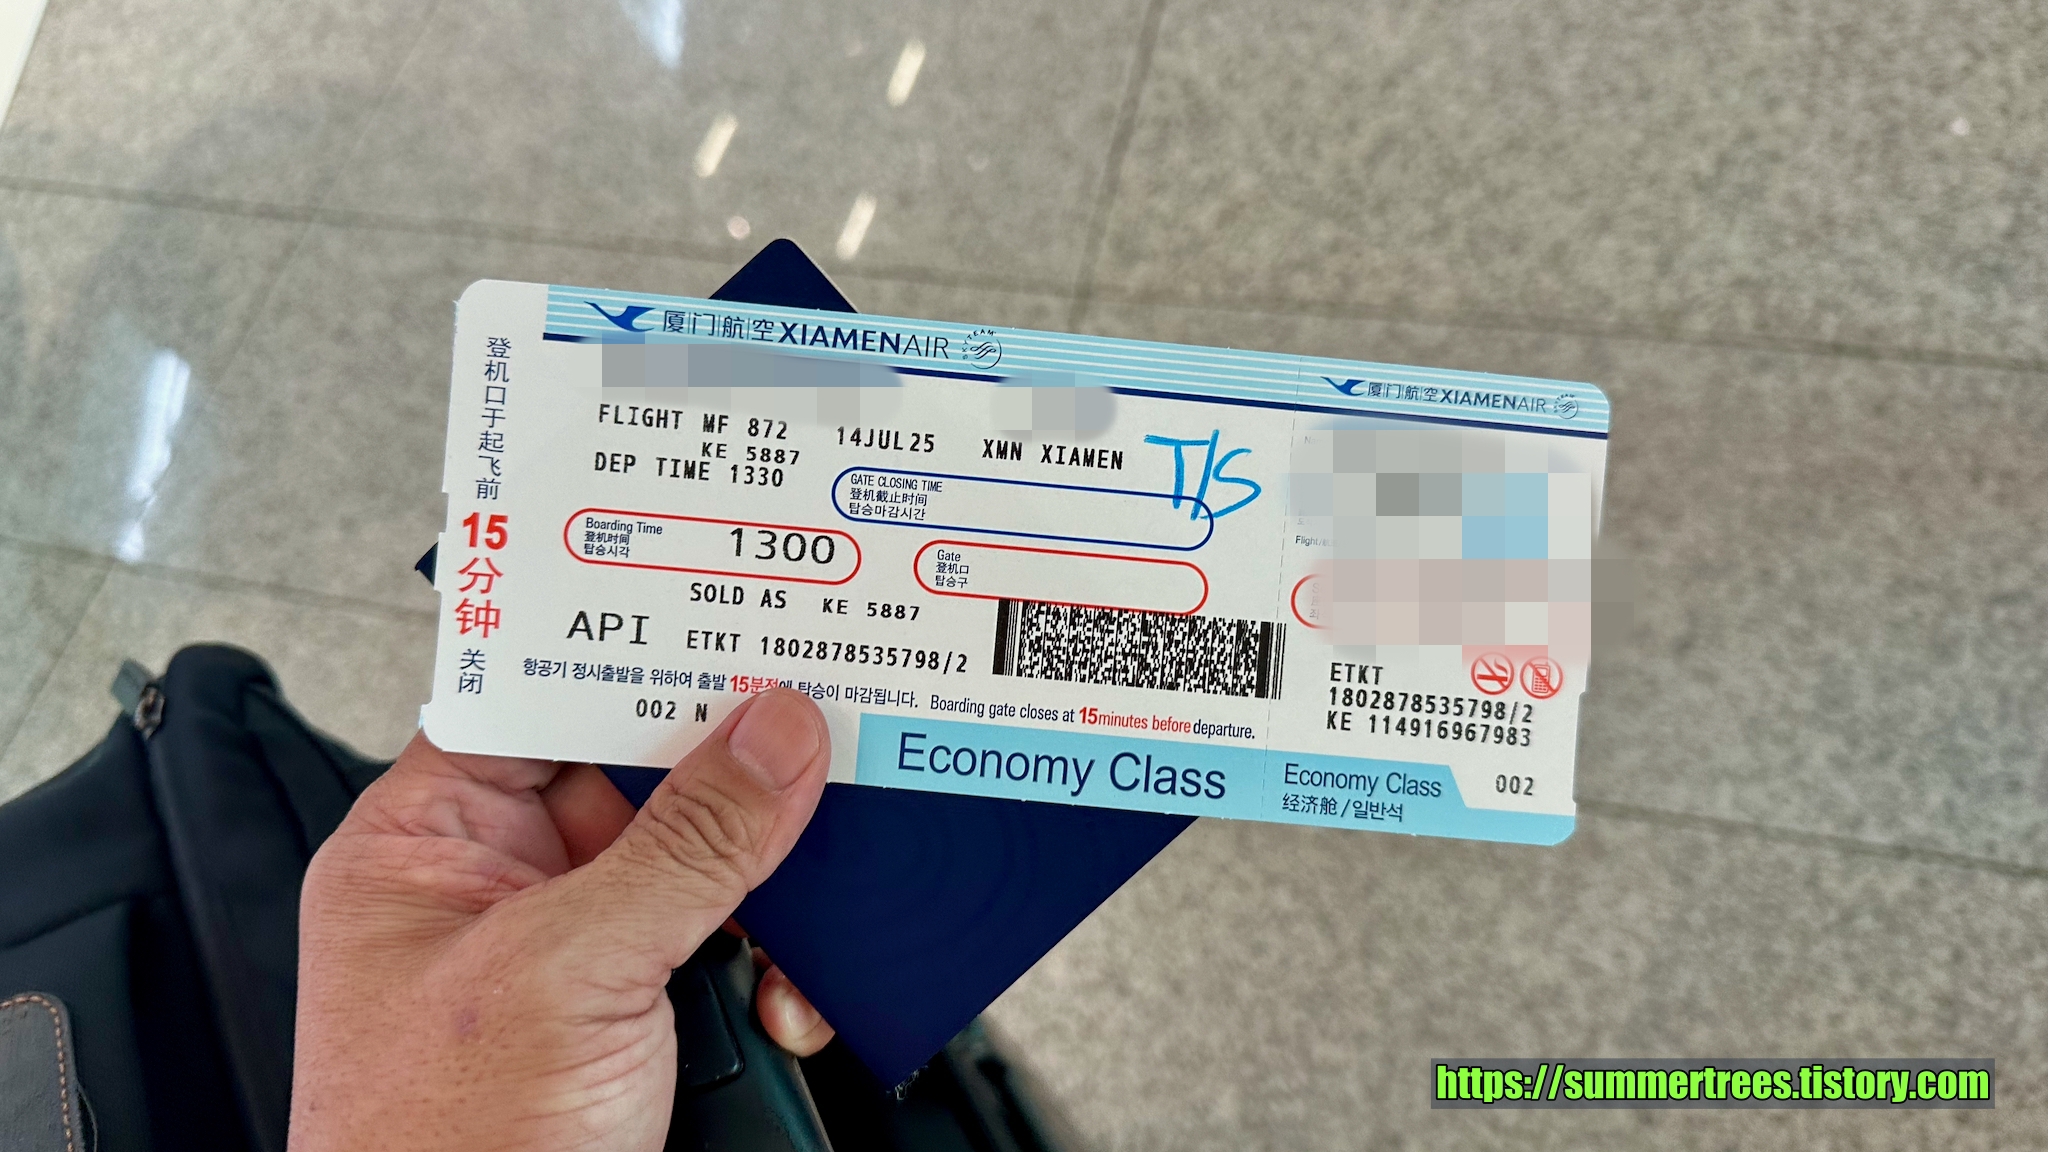 登机口于起飞前
15
分
钟
关闭
厦门航空 XIAMENAIR
SKYTEAM
FLIGHT MF 872 14JUL25 XMN XIAMEN
KE 5887
DEP TIME 1330
T/S
GATE CLOSING TIME
登机截止时间
탑승마감시간
Boarding Time
登机时间
탑승시각
1300
Gate
登机口
탑승구
SOLD AS KE 5887
API ETKT 1802878535798/2
항공기 정시출발을 위하여 출발 15분전에 탑승이 마감됩니다. Boarding gate closes at 15minutes before departure.
002 N
Economy Class
厦门航空 XIAMENAIR
Flight/
ETKT
1802878535798/2
KE 114916967983
Economy Class 002
经济舱/일반석
https://summertrees.tistory.com